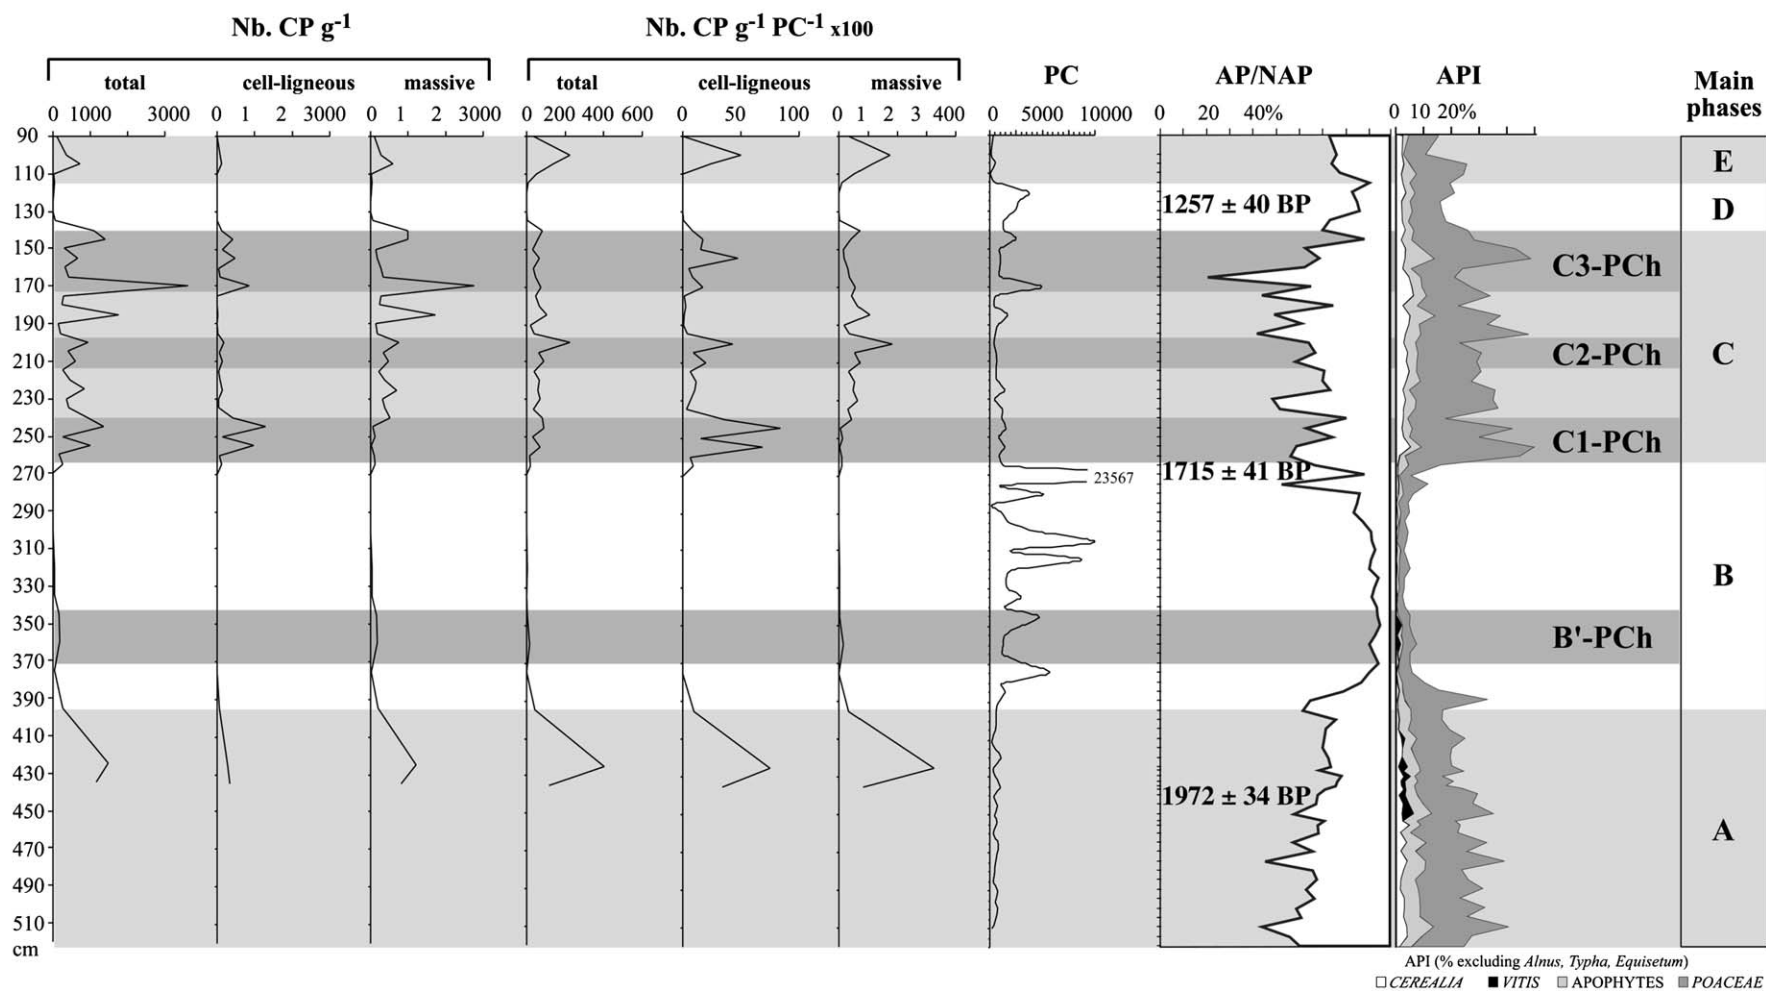 Nb. CP g-1 Nb. CP g-1 PC-1 x100
PC AP/NAP API Main phases
total cell-ligneous massive total cell-ligneous massive
0 1000 3000 0 1 2 3000 0 1 2 3000 0 200 400 600 0 50 100 0 1 2 3 400 0 50000 10000 0 20 40% 0 10 20%
90
110
130
150
170
190
210
230
250
270
290
310
330
350
370
390
410
430
450
470
490
510
cm
23567
1257 ± 40 BP
1715 ± 41 BP
1972 ± 34 BP
C3-PCh
C2-PCh
C1-PCh
B'-PCh
E
D
C
B
A
API (% excluding Alnus, Typha, Equisetum)
CEREALIA VITIS APOPHYTES POACEAE